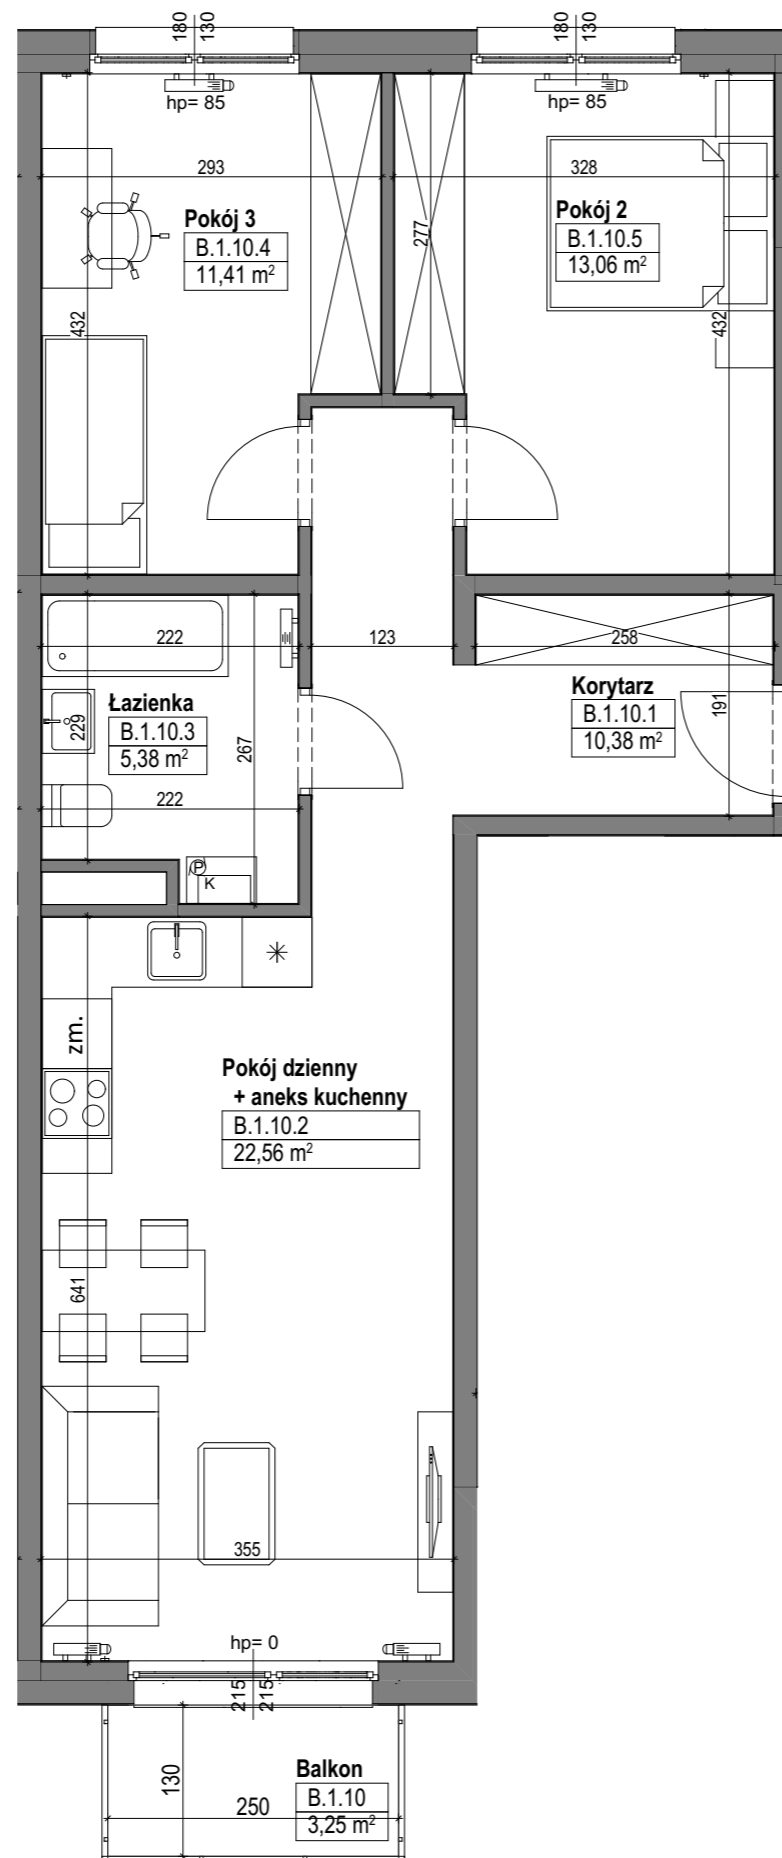 180
130
180
130
hp= 85
hp= 85
293
328
Pokój 3
B.1.10.4
11,41 m²
277
Pokój 2
B.1.10.5
13,06 m²
432
432
222
123
258
Łazienka
B.1.10.3
5,38 m²
229
267
222
Korytarz
B.1.10.1
10,38 m²
191
P
K
zm.
Pokój dzienny
+ aneks kuchenny
B.1.10.2
22,56 m²
641
355
hp= 0
215
215
130
250
Balkon
B.1.10
3,25 m²